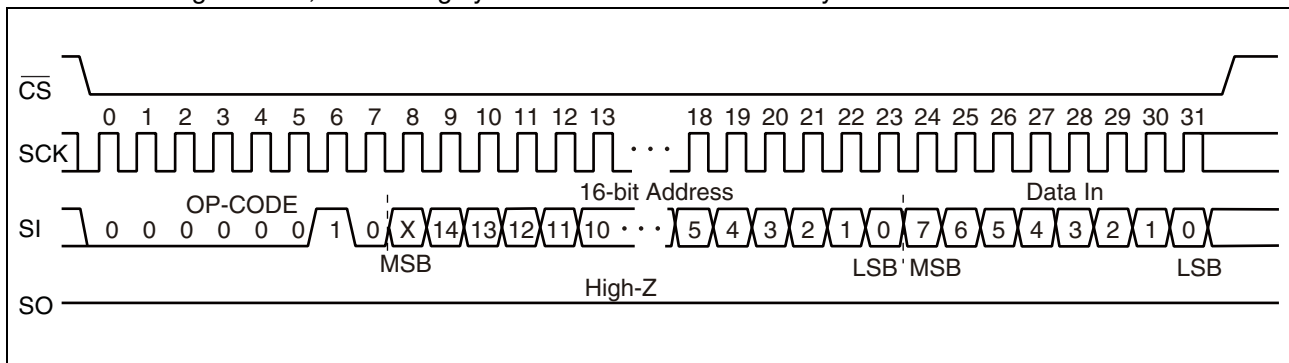 CS
0 1 2 3 4 5 6 7 8 9 10 11 12 13 18 19 20 21 22 23 24 25 26 27 28 29 30 31
SCK
OP-CODE 16-bit Address Data In
SI 0 0 0 0 0 0 1 0 X 14 13 12 11 10 5 4 3 2 1 0 7 6 5 4 3 2 1 0
MSB LSB MSB LSB
High-Z
SO